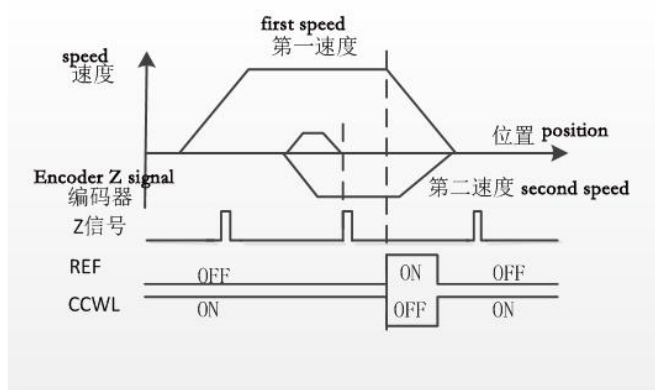 first speed
第一速度
speed
速度
位置 position
Encoder Z signal
编码器
Z信号
第二速度 second speed
REF
OFF
ON
OFF
CCWL
ON
OFF
ON